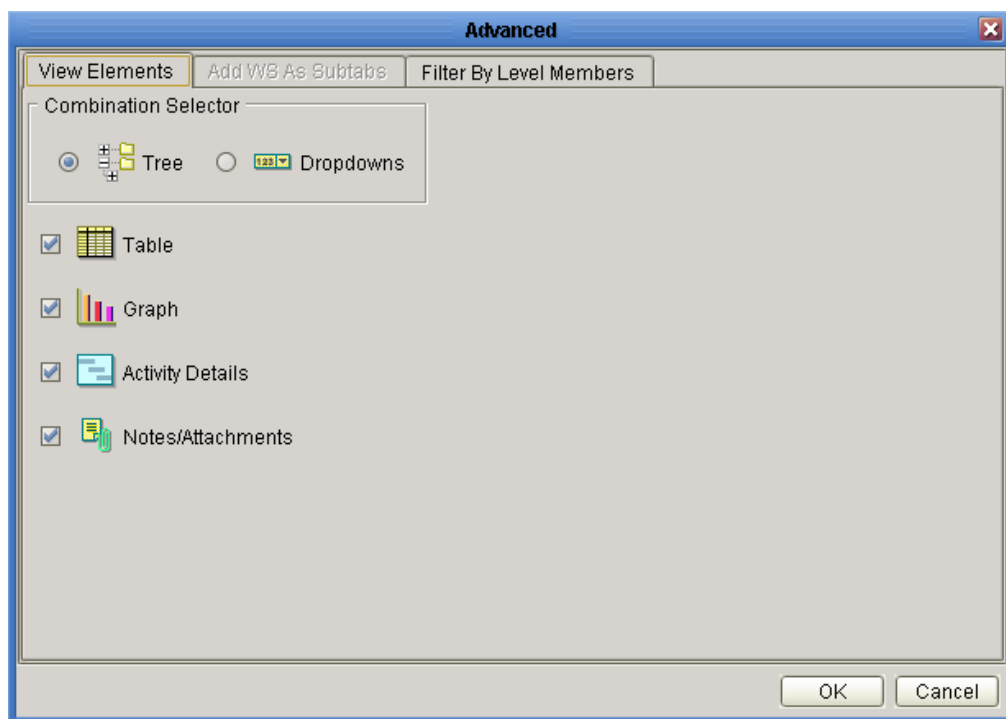 Advanced
View Elements Add WS As Subtabs Filter By Level Members
Combination Selector
Tree 123 Dropdowns
Table
Graph
Activity Details
Notes/Attachments
OK Cancel